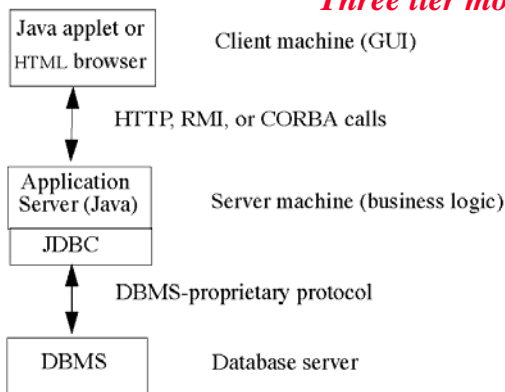 Three tier mo
Java applet or
HTML browser
Client machine (GUI)
HTTP, RMI, or CORBA calls
Application
Server (Java)
Server machine (business logic)
JDBC
DBMS-proprietary protocol
DBMS
Database server